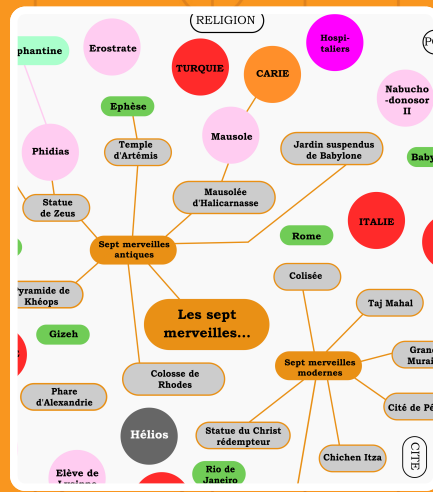 RELIGION
phantine
Erostrate
Hospi-
taliers
TURQUIE
CARIE
Nabucho
-donosor
II
Ephèse
Mausole
Phidias
Temple
d'Artémis
Jardin suspendus
de Babylone
Baby
Statue
de Zeus
Mausolée
d'Halicarnasse
ITALIE
Rome
Sept merveilles
antiques
Colisée
Pyramide de
Khéops
Taj Mahal
Les sept
merveilles...
Gizeh
Gran
Murai
Sept merveilles
modernes
Colosse de
Rhodes
Phare
d'Alexandrie
Cité de Pé
Hélios
Statue du Christ
rédempteur
Chichen Itza
CITE
Elève de
Lysippe
Rio de
Janeiro